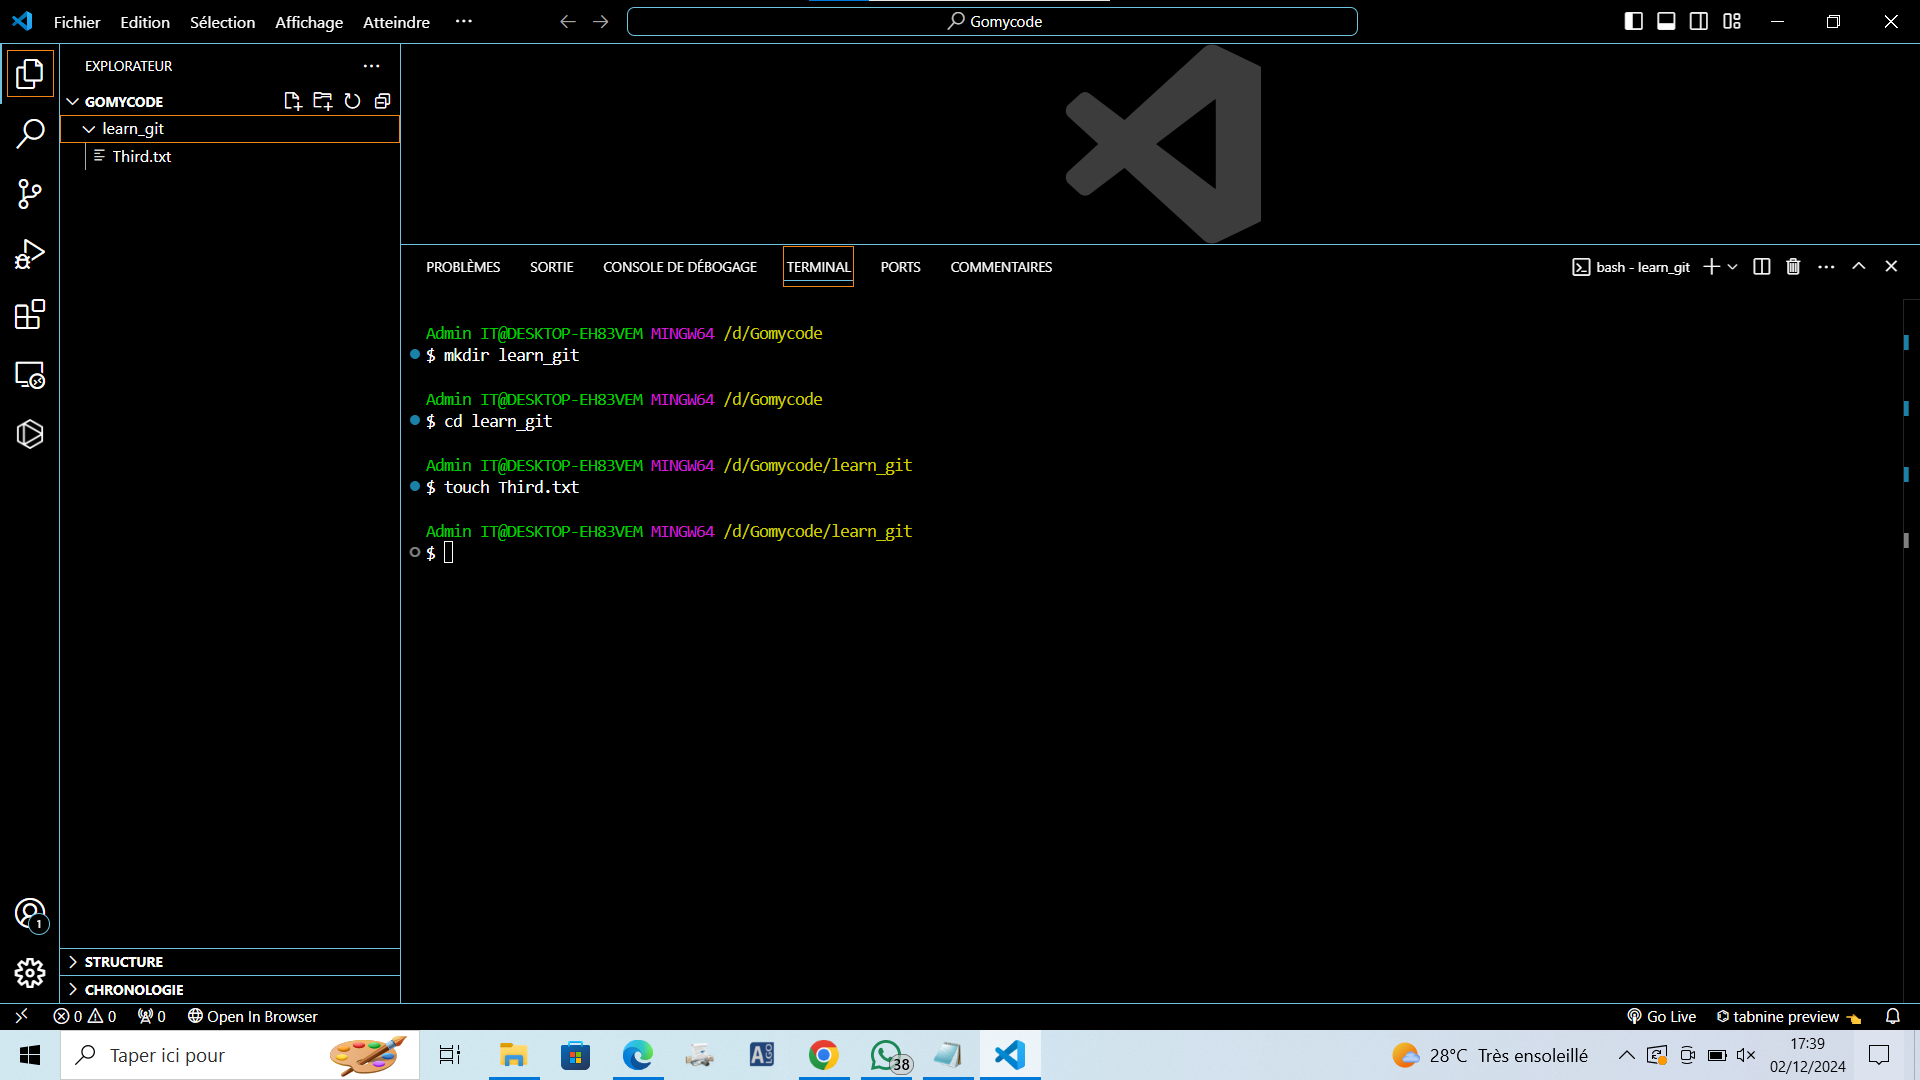 Fichier Edition Sélection Affichage Atteindre ··· Gomycode
EXPLORATEUR ···
GOMYCODE
learn_git
Third.txt
PROBLÈMES SORTIE CONSOLE DE DÉBOGAGE TERMINAL PORTS COMMENTAIRES bash - learn_git ···
Admin IT@DESKTOP-EH83VEM MINGW64 /d/Gomycode
$ mkdir learn_git
Admin IT@DESKTOP-EH83VEM MINGW64 /d/Gomycode
$ cd learn_git
Admin IT@DESKTOP-EH83VEM MINGW64 /d/Gomycode/learn_git
$ touch Third.txt
Admin IT@DESKTOP-EH83VEM MINGW64 /d/Gomycode/learn_git
$
1
STRUCTURE
CHRONOLOGIE
0 0 0 Open In Browser Go Live tabnine preview
Taper ici pour ALGO 38 28°C Très ensoleillé 17:39
02/12/2024